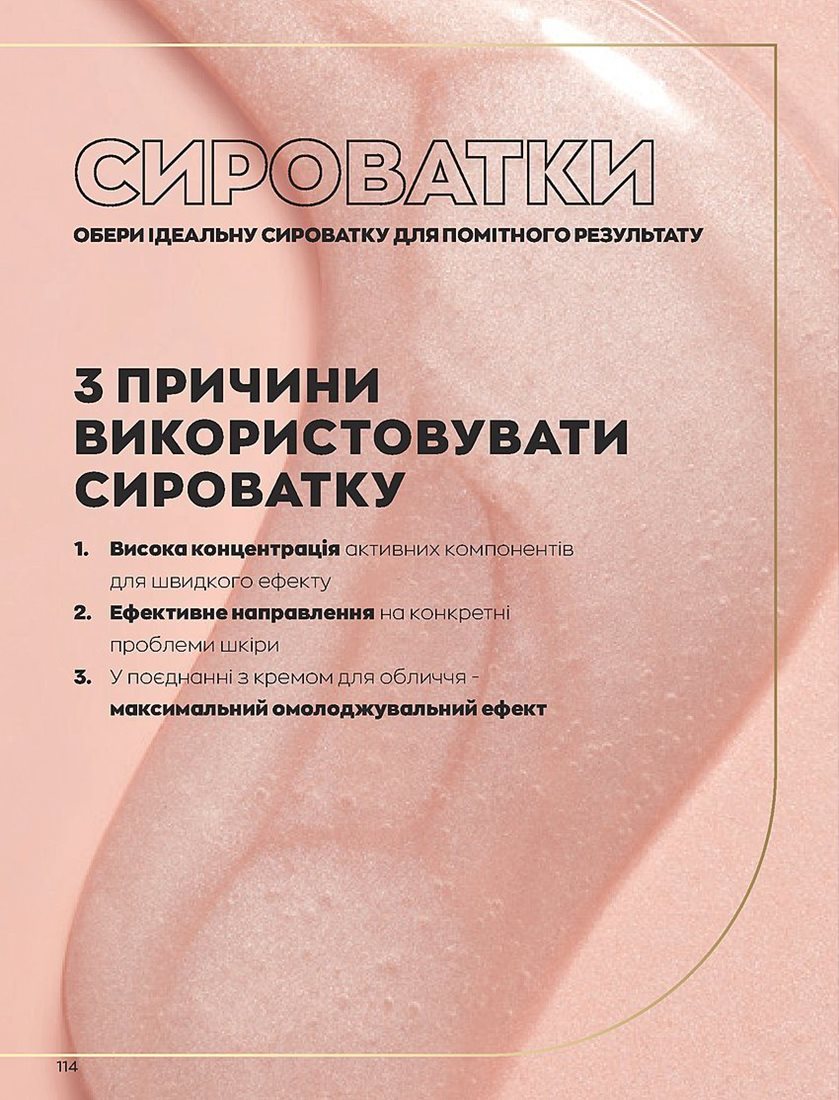 СИРОВАТКИ
ОБЕРИ ІДЕАЛЬНУ СИРОВАТКУ ДЛЯ ПОМІТНОГО РЕЗУЛЬТАТУ
3 ПРИЧИНИ
ВИКОРИСТОВУВАТИ
СИРОВАТКУ
1. Висока концентрація активних компонентів
для швидкого ефекту
2. Ефективне направлення на конкретні
проблеми шкіри
3. У поєднанні з кремом для обличчя -
максимальний омолоджувальний ефект
114